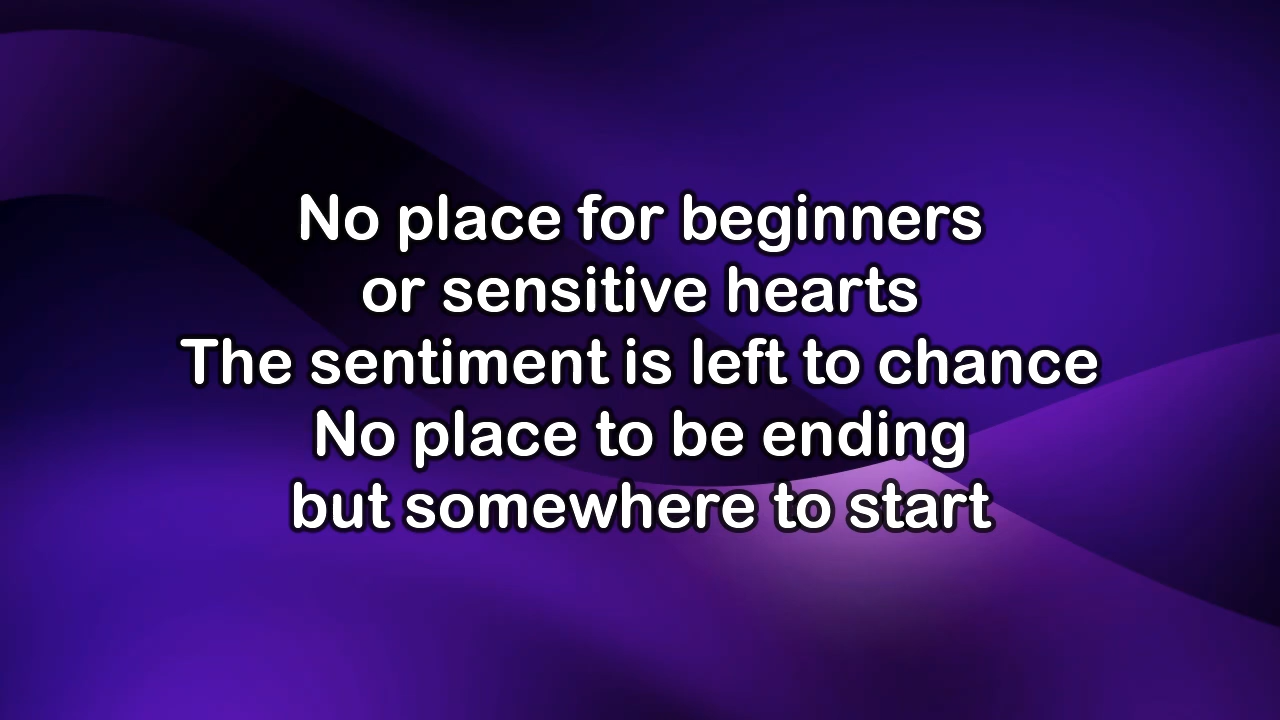 No place for beginners
or sensitive hearts
The sentiment is left to chance
No place to be ending
but somewhere to start